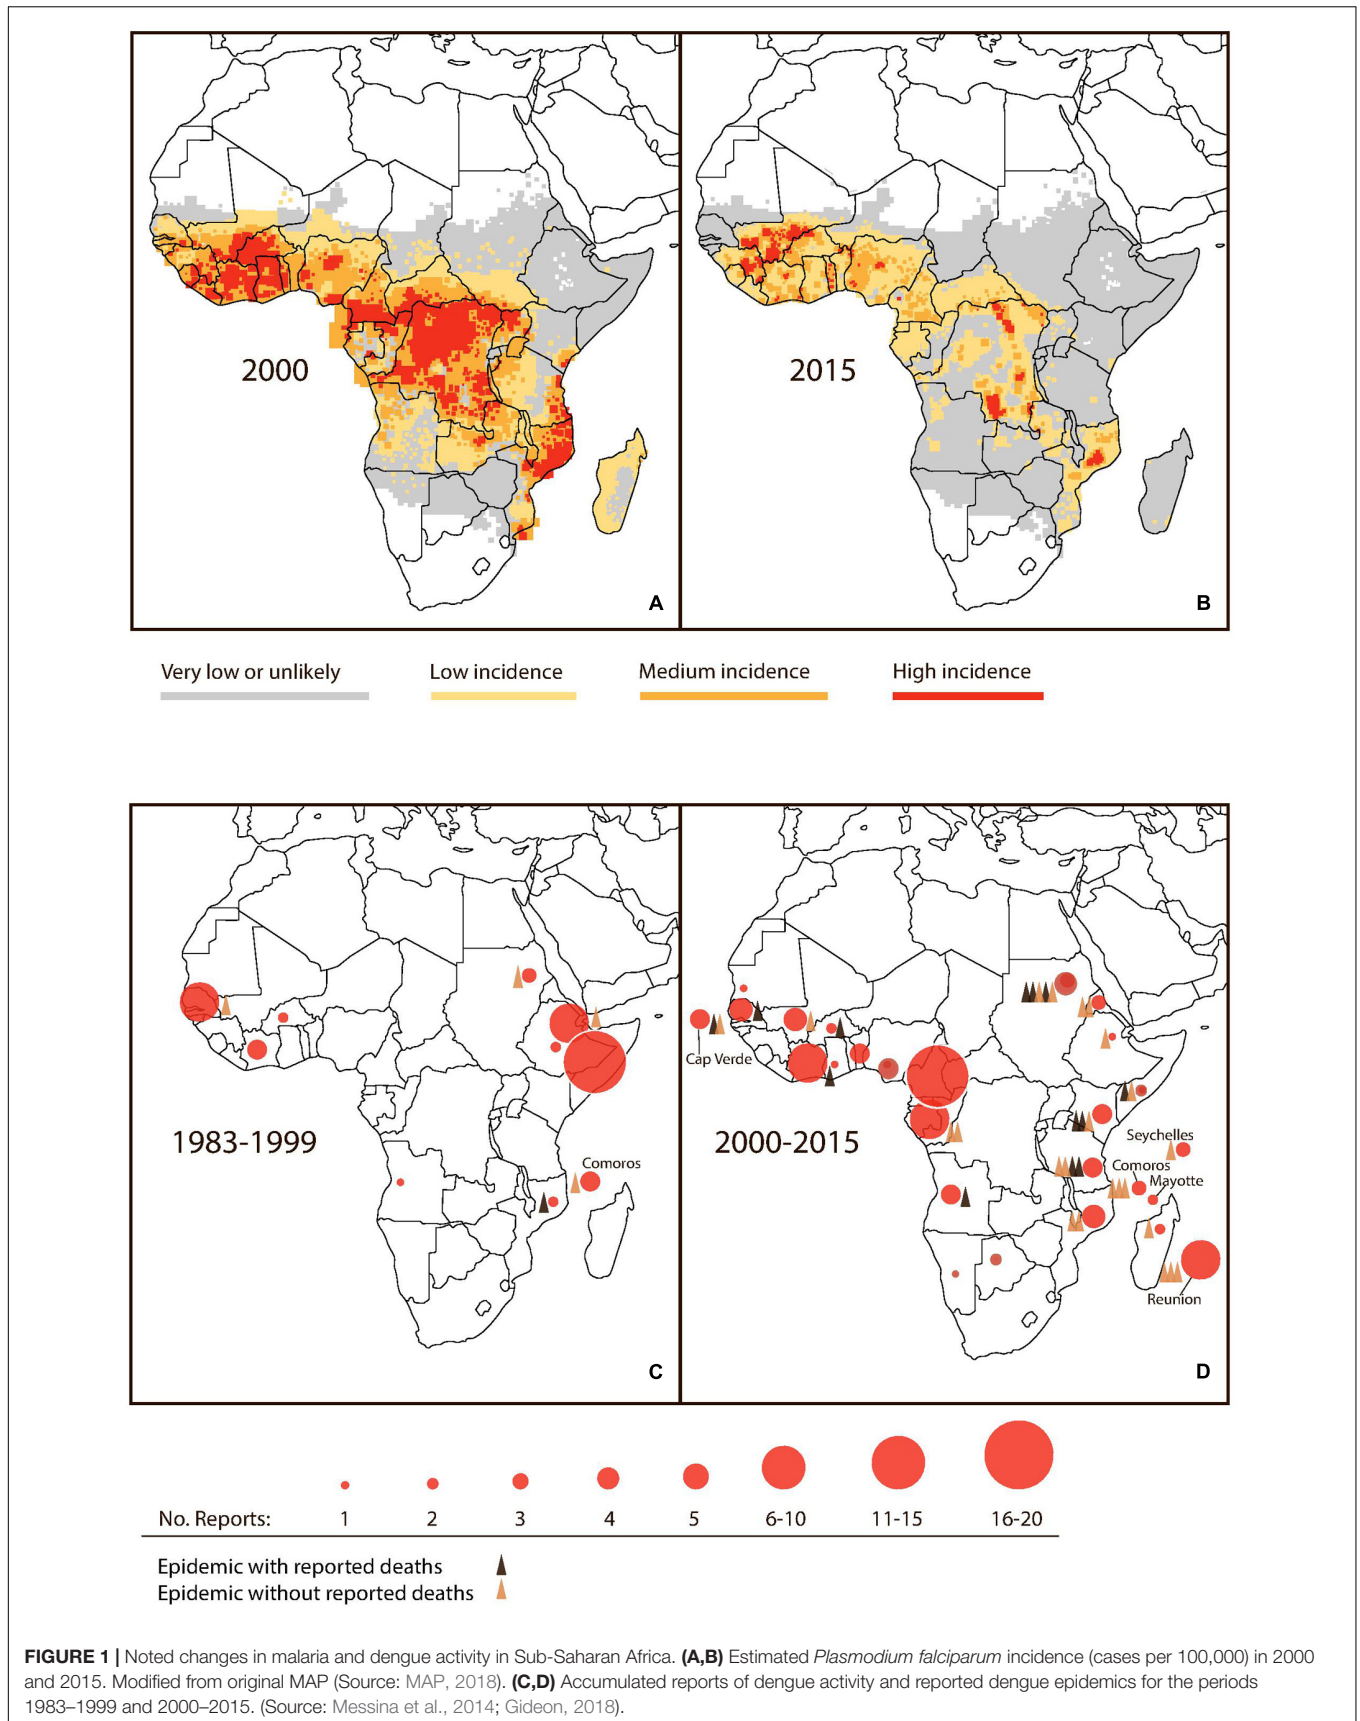 2000
A
2015
B
Very low or unlikely
Low incidence
Medium incidence
High incidence
1983-1999
Comoros
C
Cap Verde
2000-2015
Seychelles
Comoros
Mayotte
Reunion
D
No. Reports: 1 2 3 4 5 6-10 11-15 16-20
Epidemic with reported deaths
Epidemic without reported deaths
FIGURE 1 | Noted changes in malaria and dengue activity in Sub-Saharan Africa. (A,B) Estimated Plasmodium falciparum incidence (cases per 100,000) in 2000
and 2015. Modified from original MAP (Source: MAP, 2018). (C,D) Accumulated reports of dengue activity and reported dengue epidemics for the periods
1983–1999 and 2000–2015. (Source: Messina et al., 2014; Gideon, 2018).